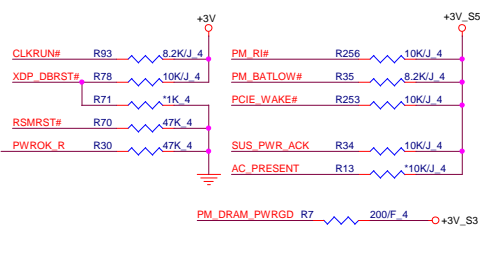 +3V
CLKRUN# R93 8.2K/J_4
XDP_DBRST# R78 10K/J_4
R71 *1K_4
RSMRST# R70 47K_4
PWROK_R R30 47K_4
+3V_S5
PM_RI# R256 10K/J_4
PM_BATLOW# R35 8.2K/J_4
PCIE_WAKE# R253 10K/J_4
SUS_PWR_ACK R34 10K/J_4
AC_PRESENT R13 *10K/J_4
PM_DRAM_PWRGD R7 200/F_4 +3V_S3